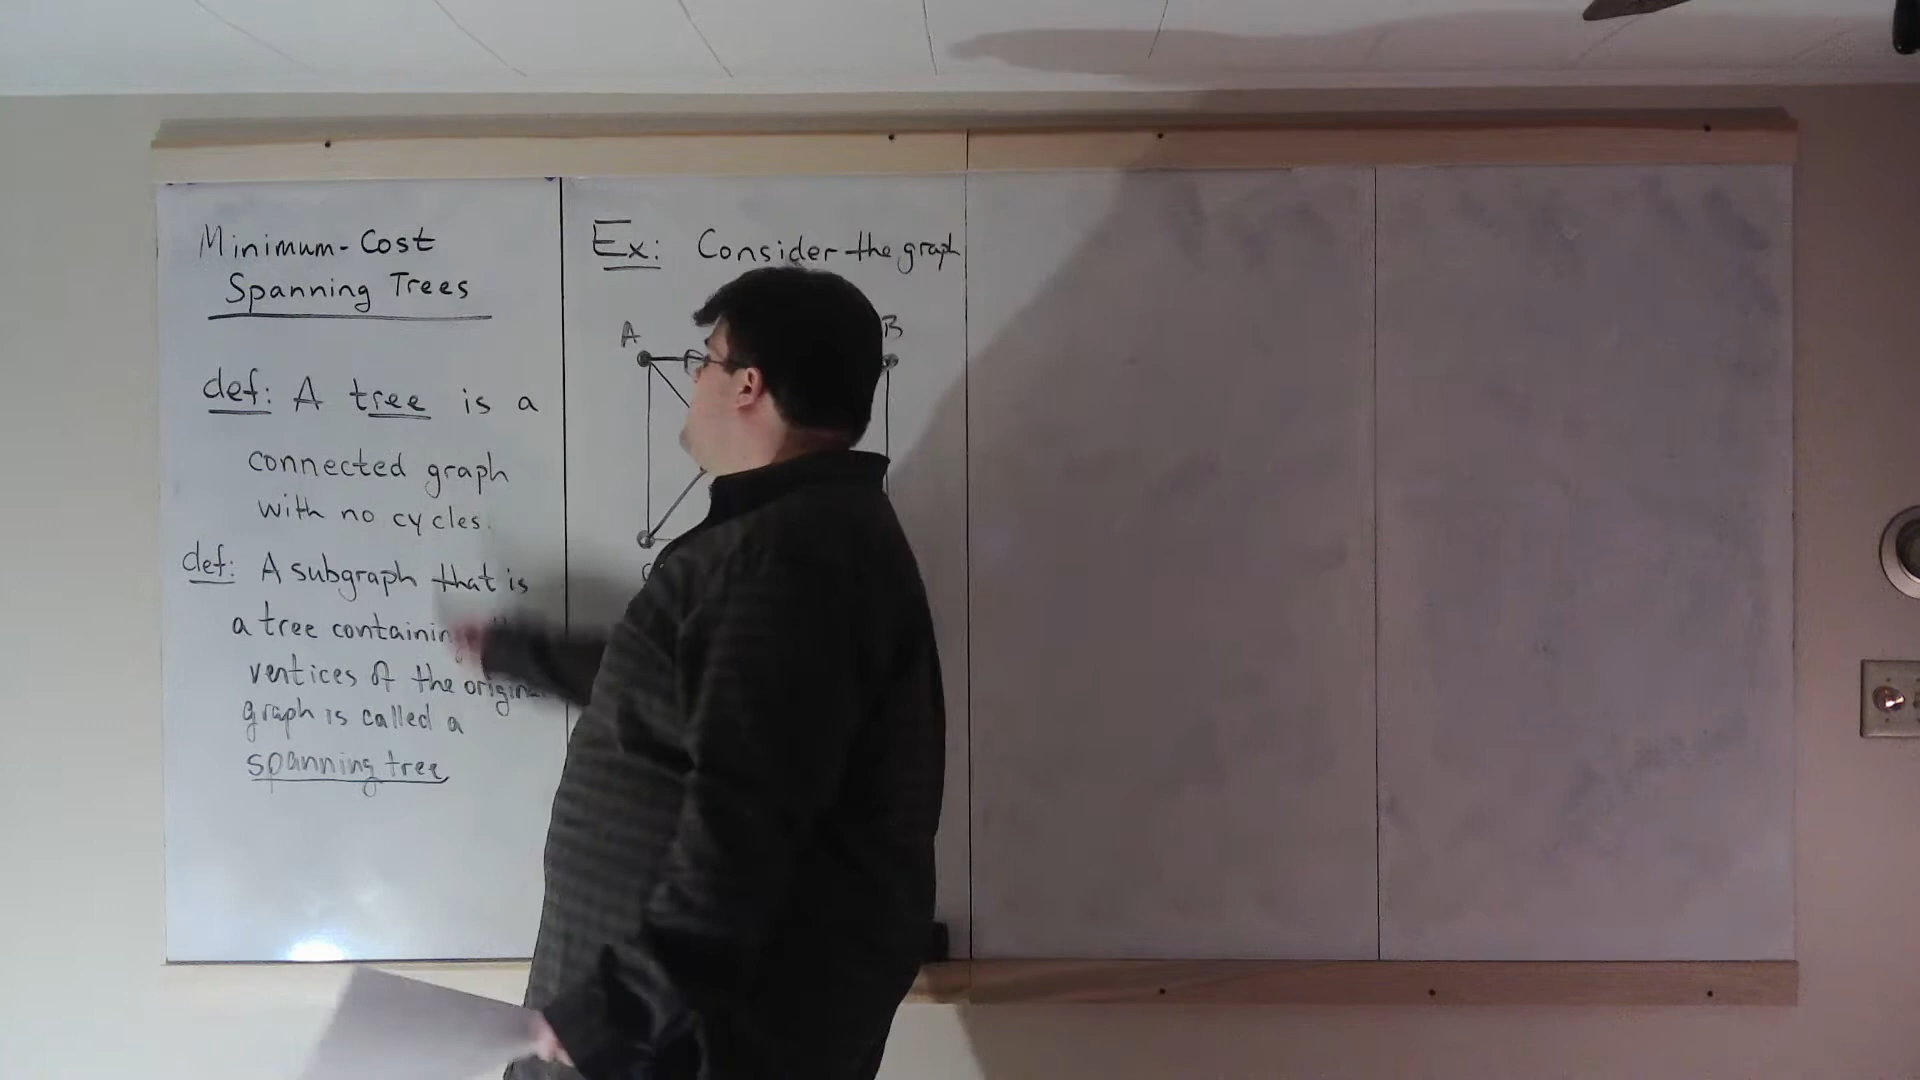 Minimum-Cost
Spanning Trees
def: A tree is a
connected graph
with no cycles.
def: A subgraph that is
a tree containing
vertices of the
graph is called a
spanning tree
Ex: Consider the graph
A
B